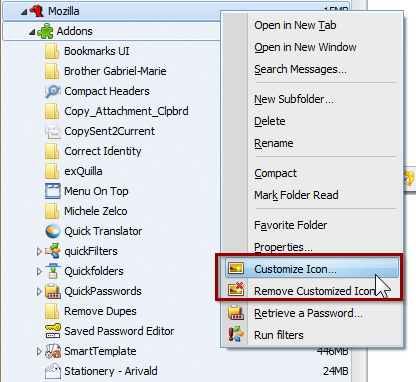 Mozilla
15MB
Addons
Bookmarks UI
Brother Gabriel-Marie
Compact Headers
Copy_Attachment_Clpbrd
CopySent2Current
Correct Identity
exQuilla
Menu On Top
Michele Zelco
Quick Translator
quickFilters
Quickfolders
QuickPasswords
Remove Dupes
Saved Password Editor
SmartTemplate
446MB
Stationery - Arivald
24MB
Open in New Tab
Open in New Window
Search Messages...
New Subfolder...
Delete
Rename
Compact
Mark Folder Read
Favorite Folder
Properties...
Customize Icon...
Remove Customized Icon
Retrieve a Password...
Run filters